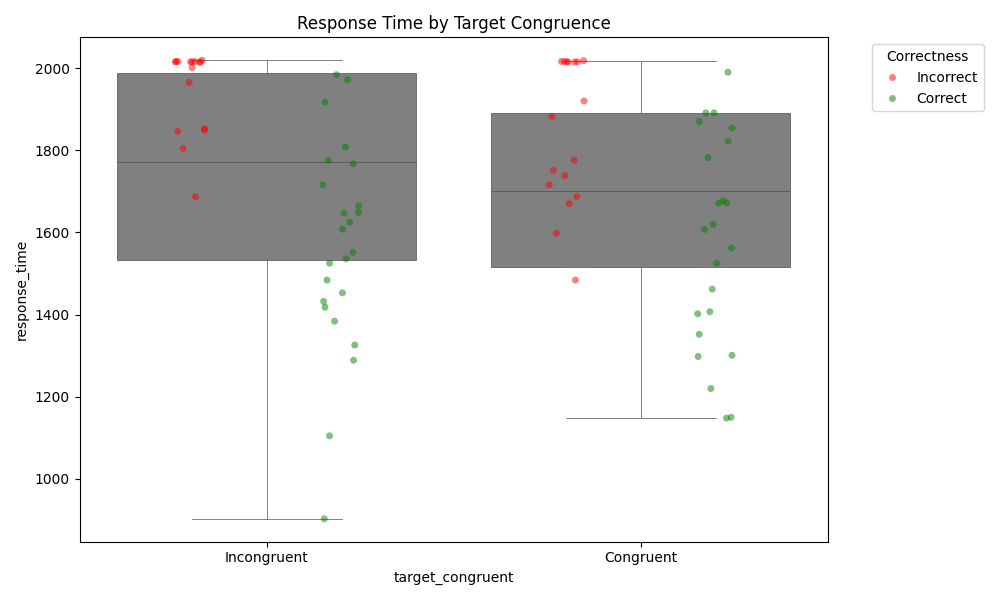 Response Time by Target Congruence
Correctness
Incorrect
Correct
response_time
2000
1800
1600
1400
1200
1000
Incongruent
Congruent
target_congruent